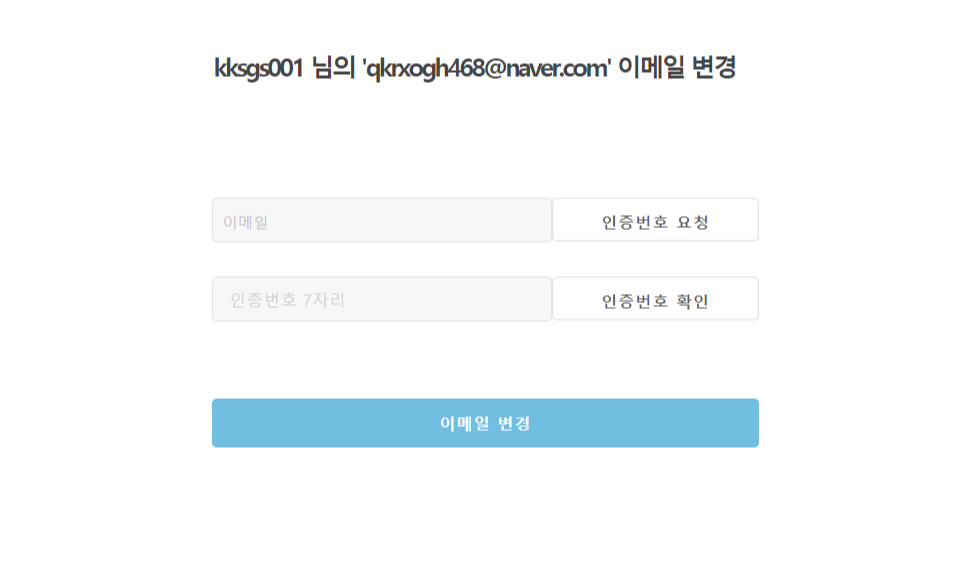 kksgs001 님의 'qkrxogh468@naver.com' 이메일 변경
이메일
인증번호 요청
인증번호 7자리
인증번호 확인
이메일 변경